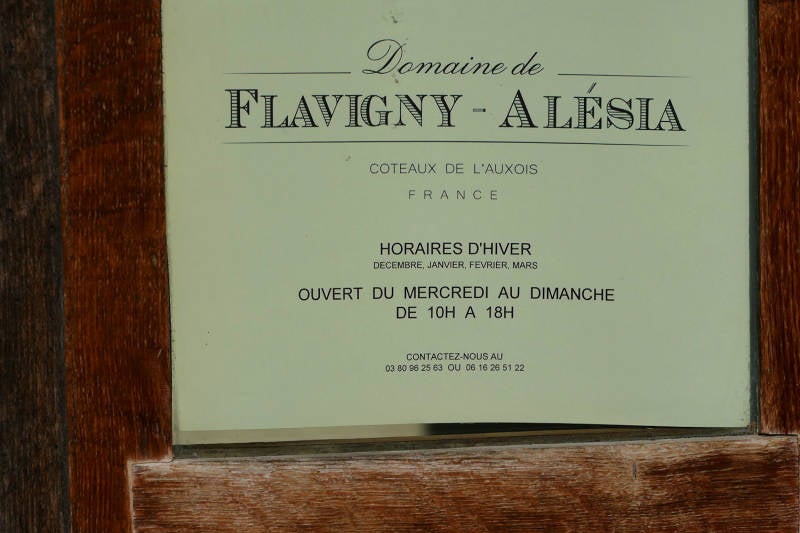 Domaine de
FLAVIGNY - ALÉSIA
COTEAUX DE L'AUXOIS
FRANCE
HORAIRES D'HIVER
DECEMBRE, JANVIER, FEVRIER, MARS
OUVERT DU MERCREDI AU DIMANCHE
DE 10H A 18H
CONTACTEZ-NOUS AU
03 80 96 25 63 OU 06 16 26 51 22